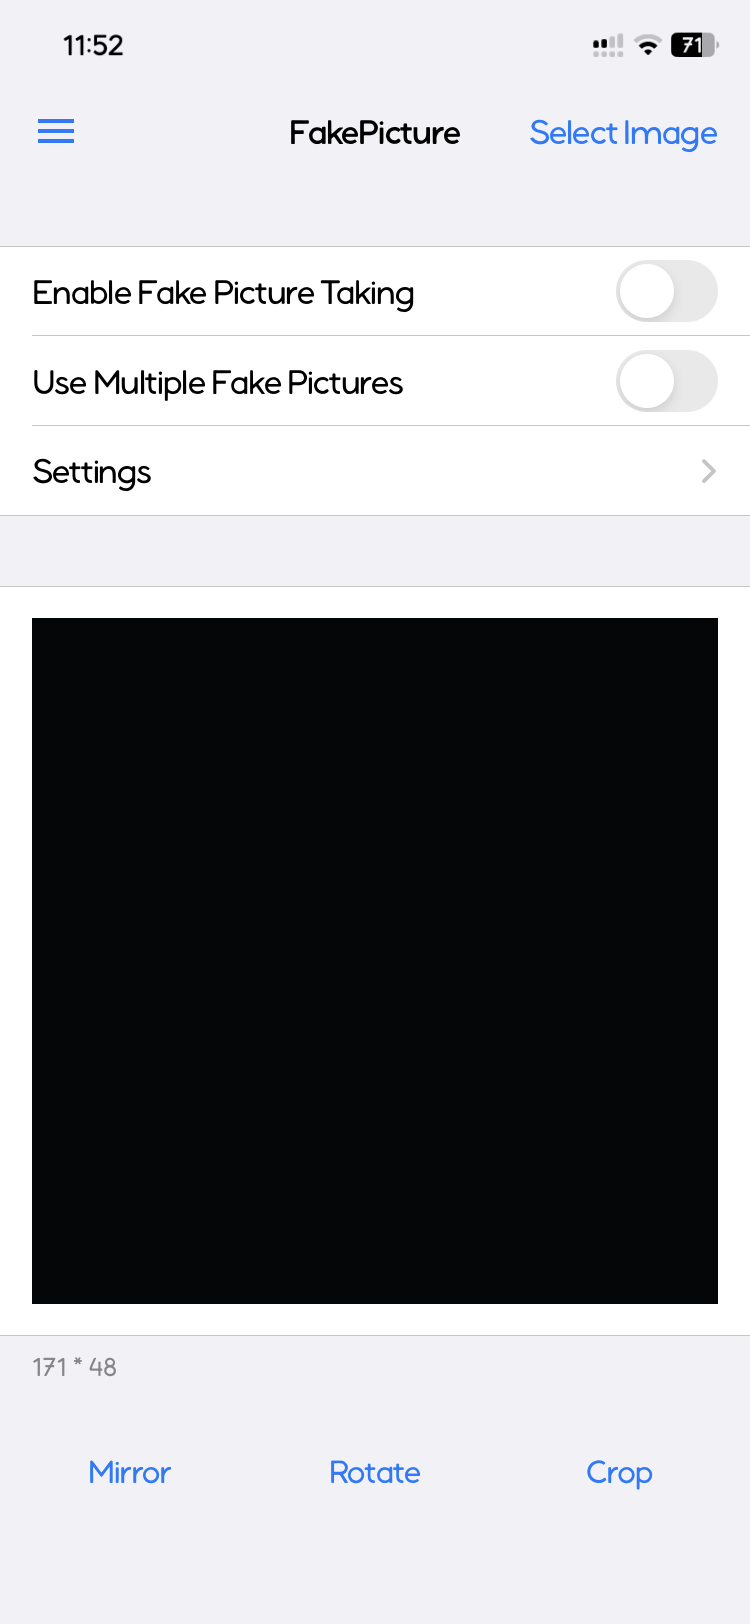 11:52
71
FakePicture
Select Image
Enable Fake Picture Taking
Use Multiple Fake Pictures
Settings
171 * 48
Mirror
Rotate
Crop